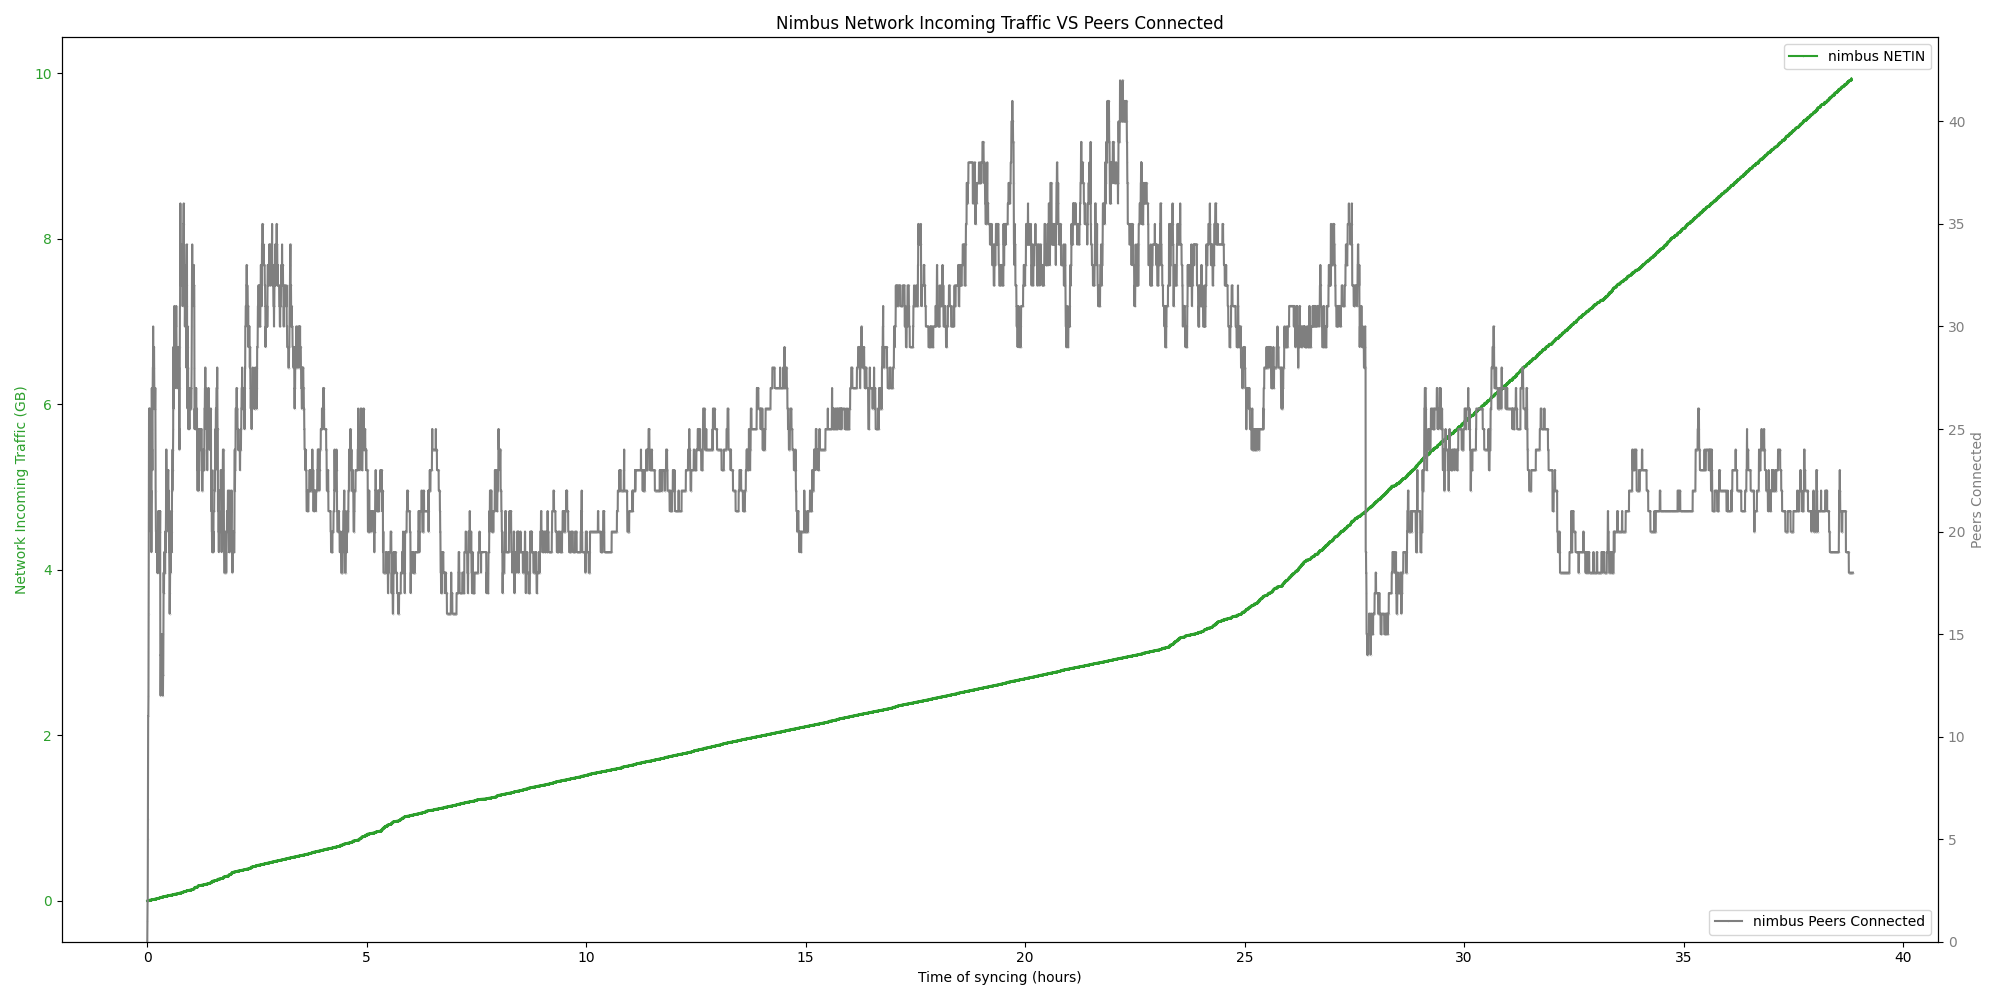 Nimbus Network Incoming Traffic VS Peers Connected
nimbus NETIN
Network Incoming Traffic (GB)
10
8
6
4
2
0
Peers Connected
40
35
30
25
20
15
10
5
0
nimbus Peers Connected
0 5 10 15 20 25 30 35 40
Time of syncing (hours)